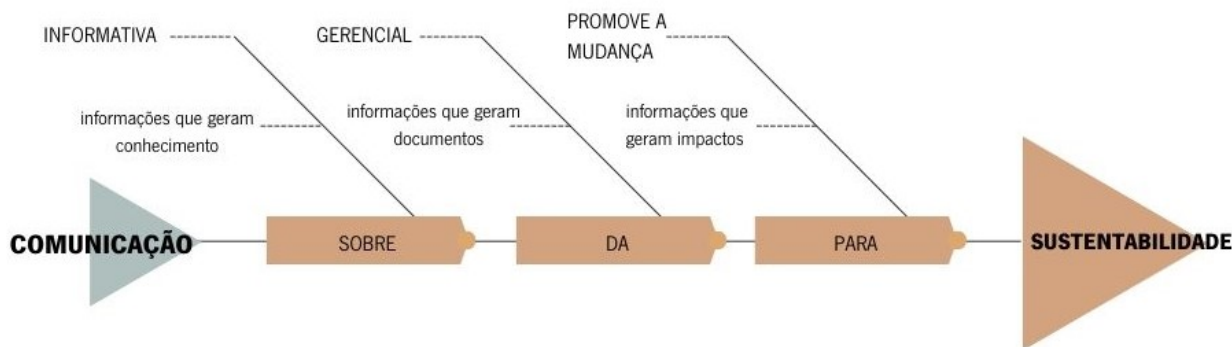 INFORMATIVA
GERENCIAL
PROMOVE A
MUDANÇA
informações que geram
conhecimento
informações que geram
documentos
informações que
geram impactos
COMUNICAÇÃO
SOBRE
DA
PARA
SUSTENTABILIDADE